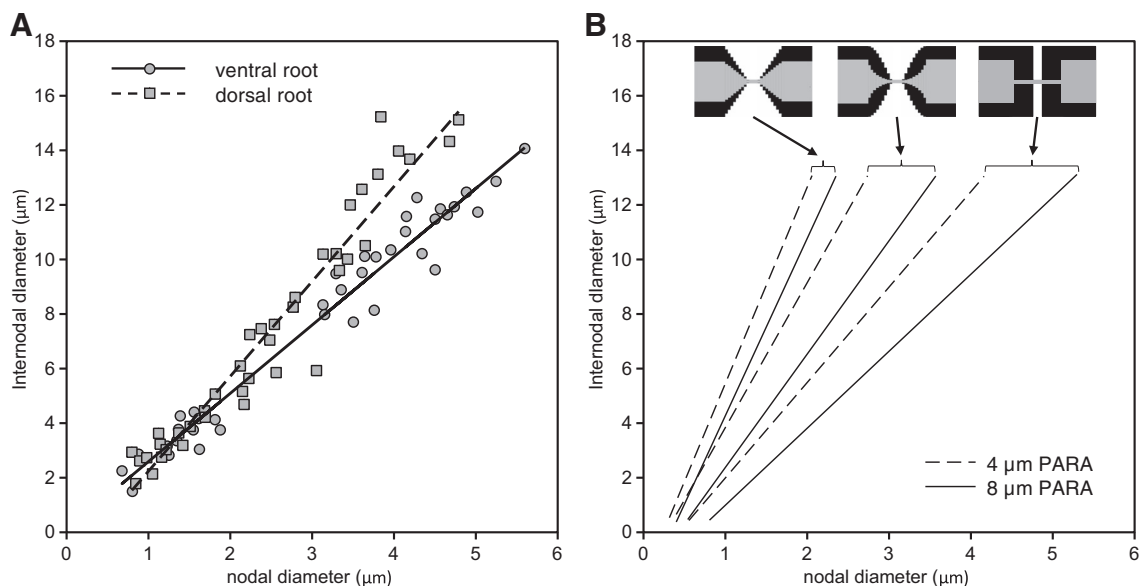 A
18
16
14
12
10
8
6
4
2
0
0 1 2 3 4 5 6
Internodal dlameter (µm)
nodal diameter (µm)
ventral root
dorsal root
B
18
16
14
12
10
8
6
4
2
0
0 1 2 3 4 5 6
Internodal dlameter (µm)
nodal diameter (µm)
4 µm PARA
8 µm PARA